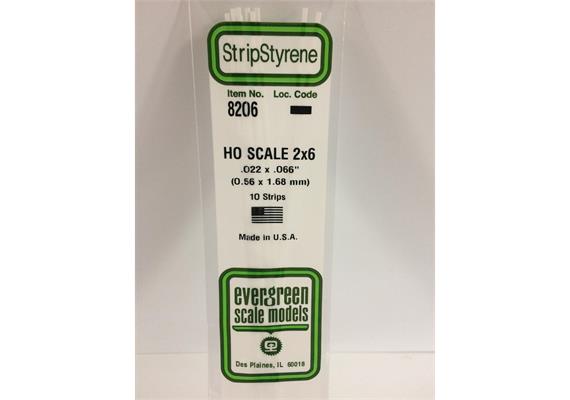 StripStyrene
Item No. Loc. Code
8206
HO SCALE 2x6
.022 x .066"
(0.56 x 1.68 mm)
10 Strips
Made in U.S.A.
evergreen
scale models
Des Plaines, IL 60018